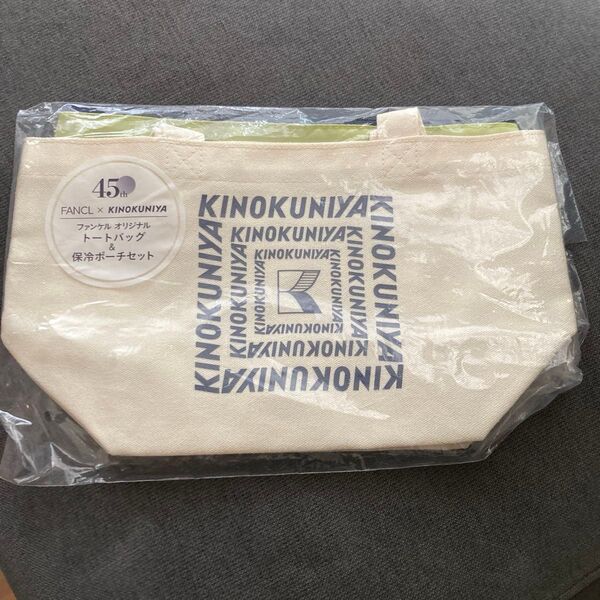 45th
FANCL × KINOKUNIYA
ファンケル オリジナル
トートバッグ
&
保冷ポーチセット
KINOKUNIYA
KINOKUNIYA
KINOKUNIYA
KINOKUNIYA
KINOKUNIYA
KINOKUNIYA
KINOKUNIYA
KINOKUNIYA
KINOKUNIYA
KINOKUNIYA
KINOKUNIYA
KINOKUNIYA
K